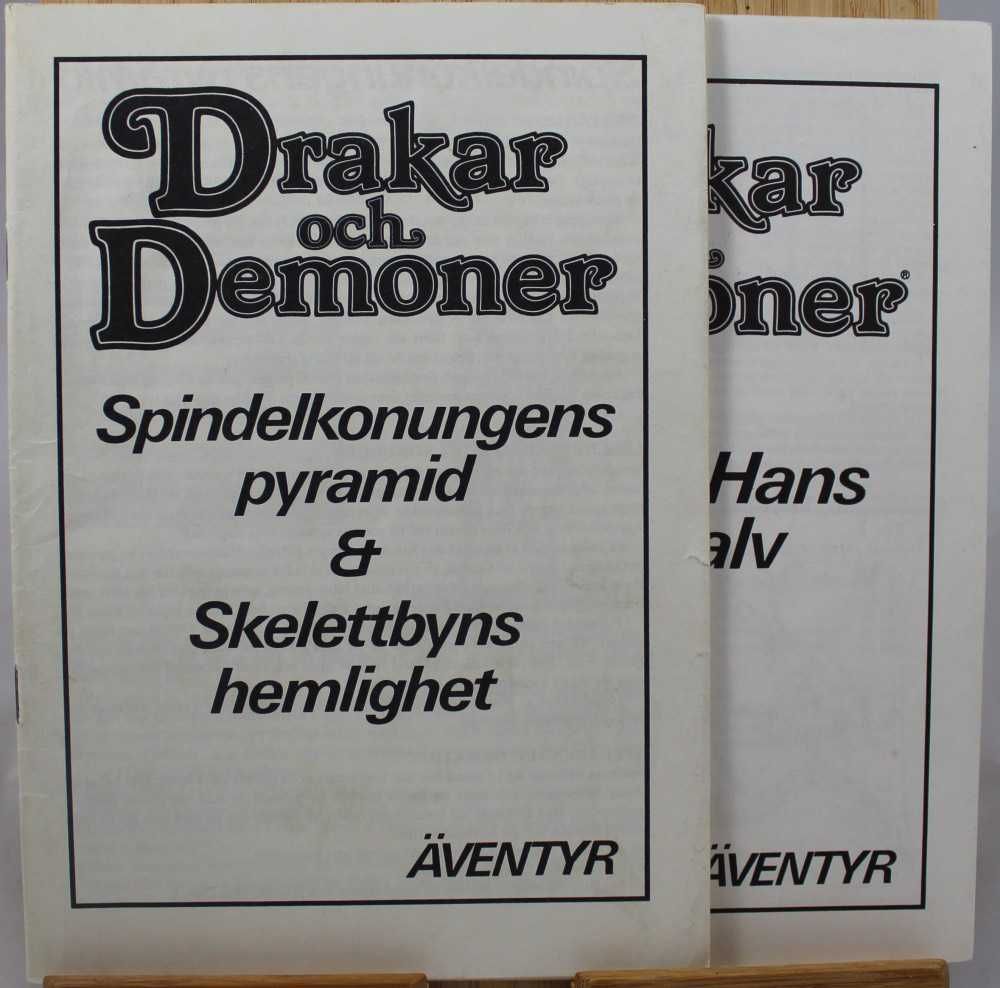 Drakar
och
Demoner
Spindelkonungens
pyramid
&
Skelettbyns
hemlighet
ÄVENTYR
kar
oner®
Hans
alv
ÄVENTYR